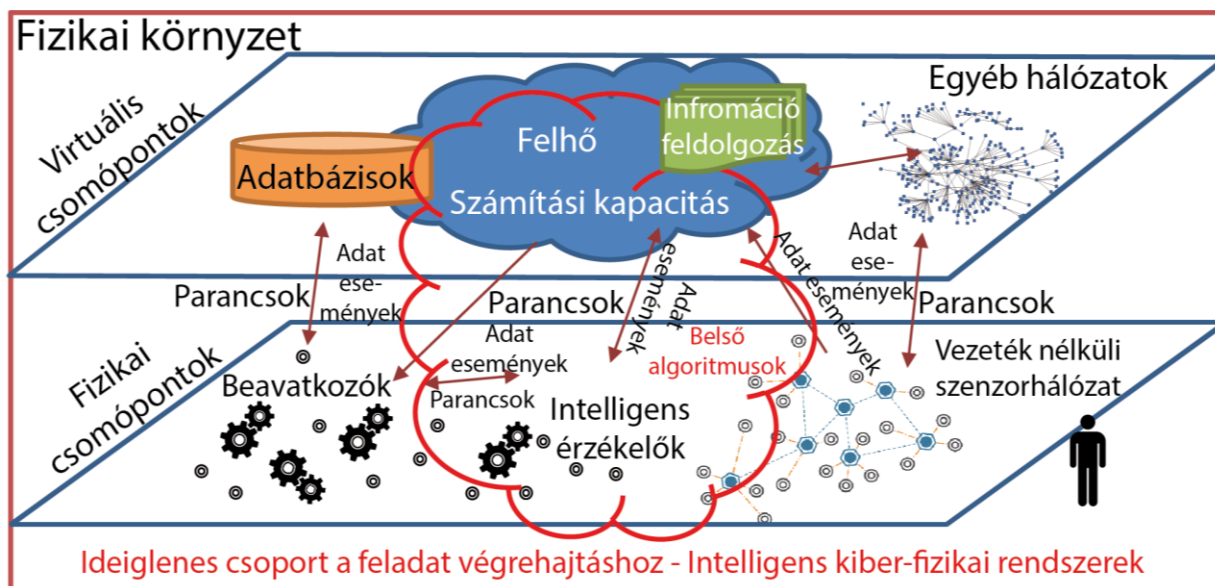 Fizikai környzet
Virtuális
csomópontok
Egyéb hálózatok
Infromáció
feldolgozás
Felhő
Adatbázisok
Számítási kapacitás
Adat
ese-
mények
Parancsok
Parancsok
Adat
események
Adat események
Adat
ese-
mények
Parancsok
Fizikai
csomópontok
Adat
események
Parancsok
Belső
algoritmusok
Vezeték nélküli
szenzorhálózat
Beavatkozók
Intelligens
érzékelők
Ideiglenes csoport a feladat végrehajtáshoz - Intelligens kiber-fizikai rendszerek